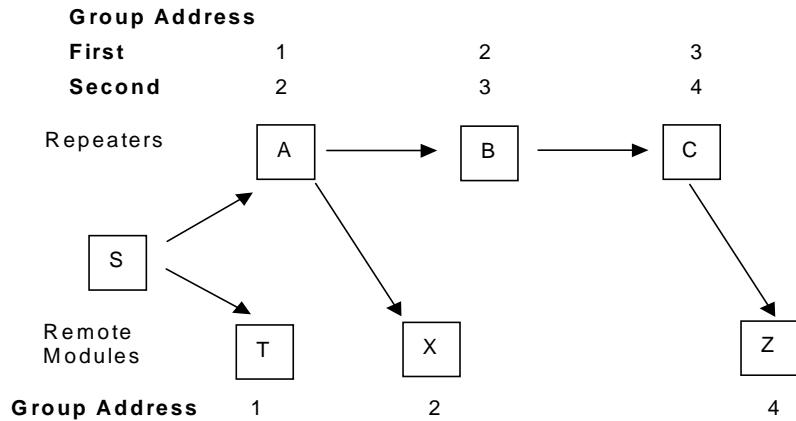 Group Address
First 1 2 3
Second 2 3 4
Repeaters A B C
S
Remote
Modules T X Z
Group Address 1 2 4